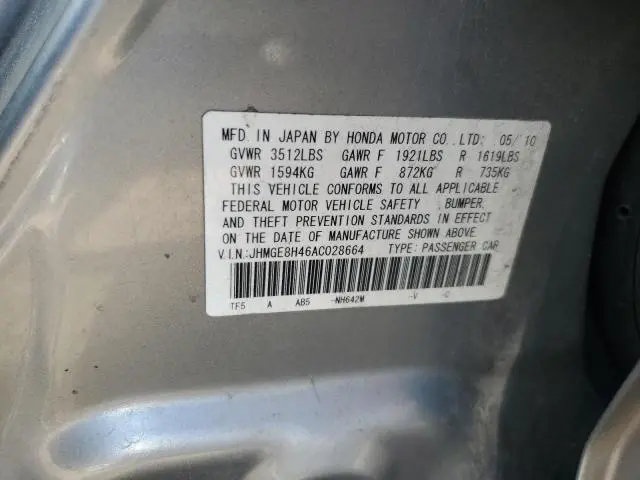 MFD. IN JAPAN BY HONDA MOTOR CO.,LTD. 05/10
GVWR 3512LBS GAWR F 1921LBS R 1619LBS
GVWR 1594KG GAWR F 872KG R 735KG
THIS VEHICLE CONFORMS TO ALL APPLICABLE
FEDERAL MOTOR VEHICLE SAFETY , BUMPER,
AND THEFT PREVENTION STANDARDS IN EFFECT
ON THE DATE OF MANUFACTURE SHOWN ABOVE
V.I.N.:JHMGE8H46AC028664 TYPE: PASSENGER CAR
TF5 A AB5 -NH642M -V -C